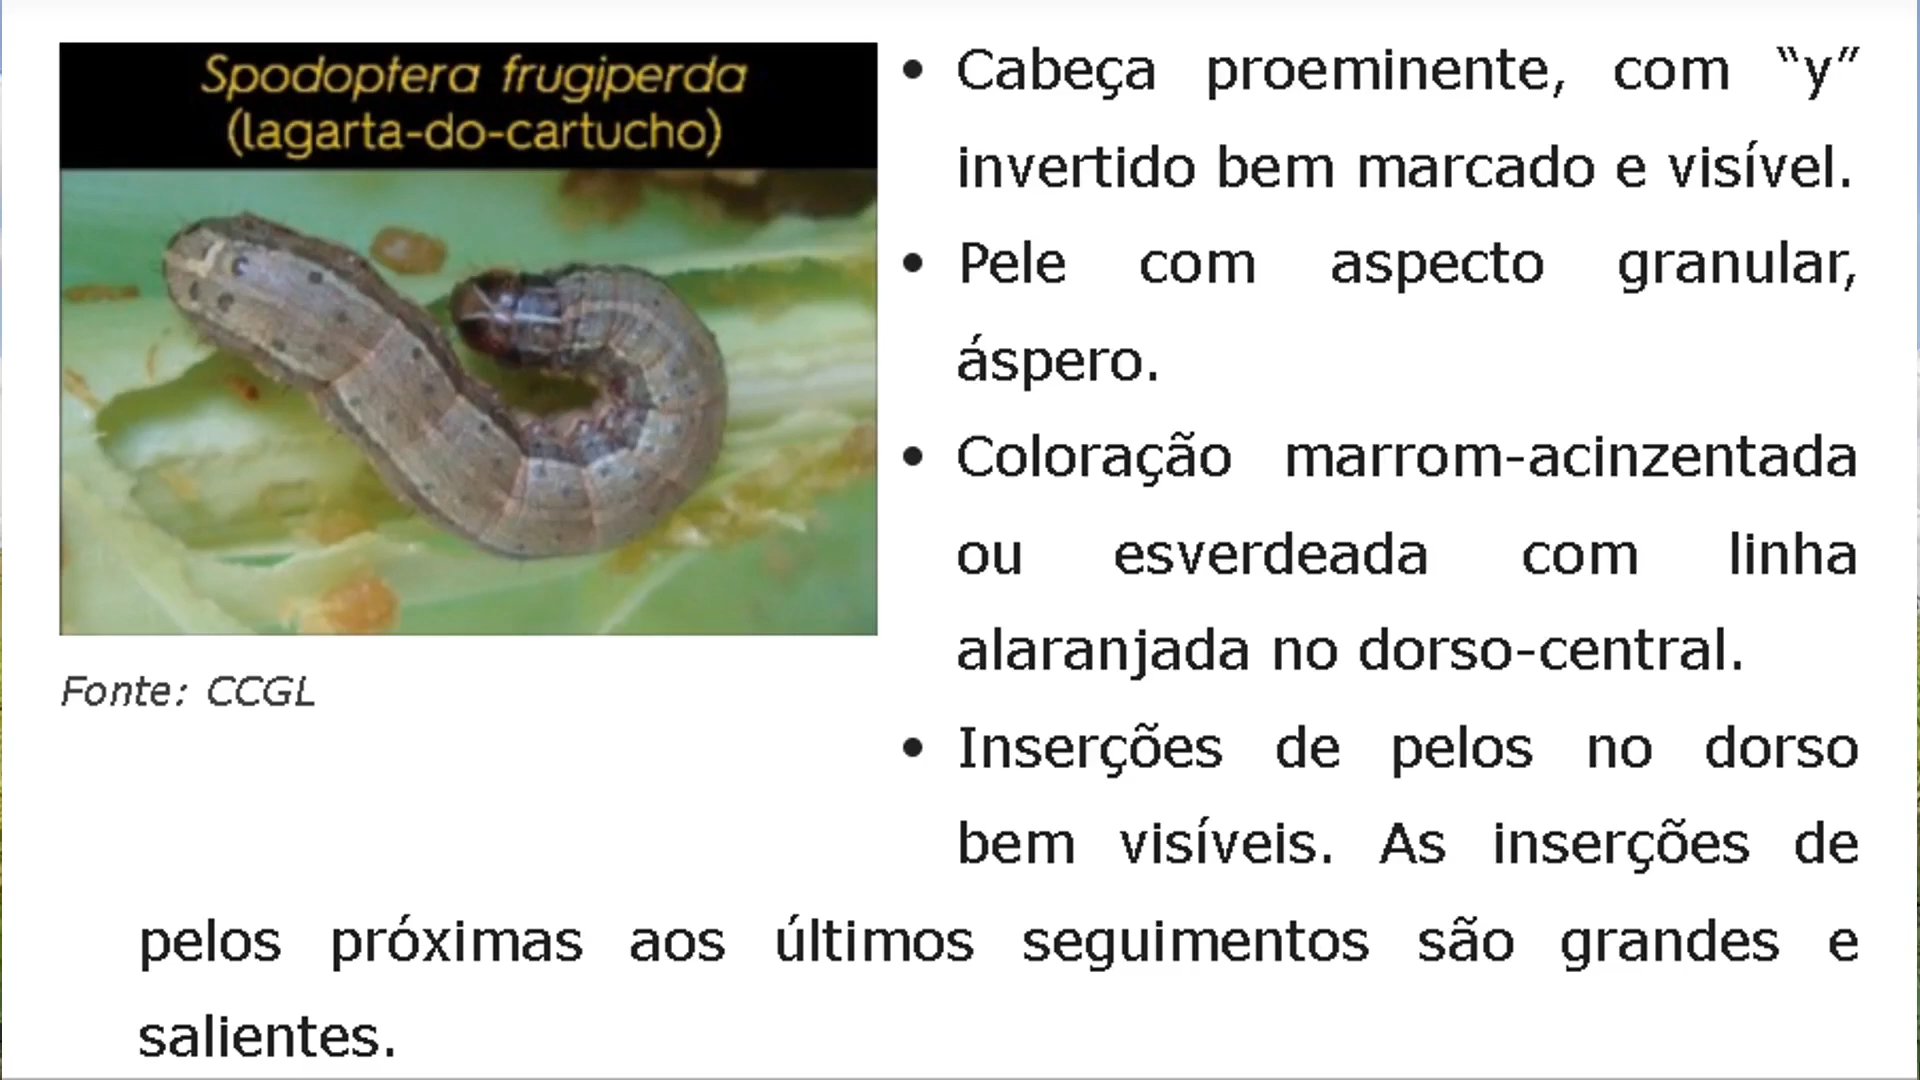 Spodoptera frugiperda
(lagarta-do-cartucho)
Fonte: CCGL
• Cabeça proeminente, com “y”
invertido bem marcado e visível.
• Pele com aspecto granular,
áspero.
• Coloração marrom-acinzentada
ou esverdeada com linha
alaranjada no dorso-central.
• Inserções de pelos no dorso
bem visíveis. As inserções de
pelos próximas aos últimos seguimentos são grandes e
salientes.